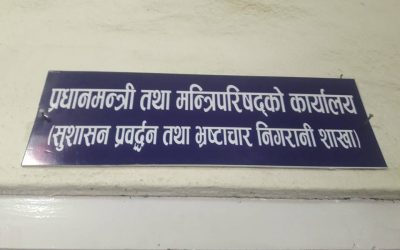 प्रधानमन्त्री तथा मन्त्रिपरिषद्को कार्यालय
(सुशासन प्रवर्द्धन तथा भ्रष्टाचार निगरानी शाखा)